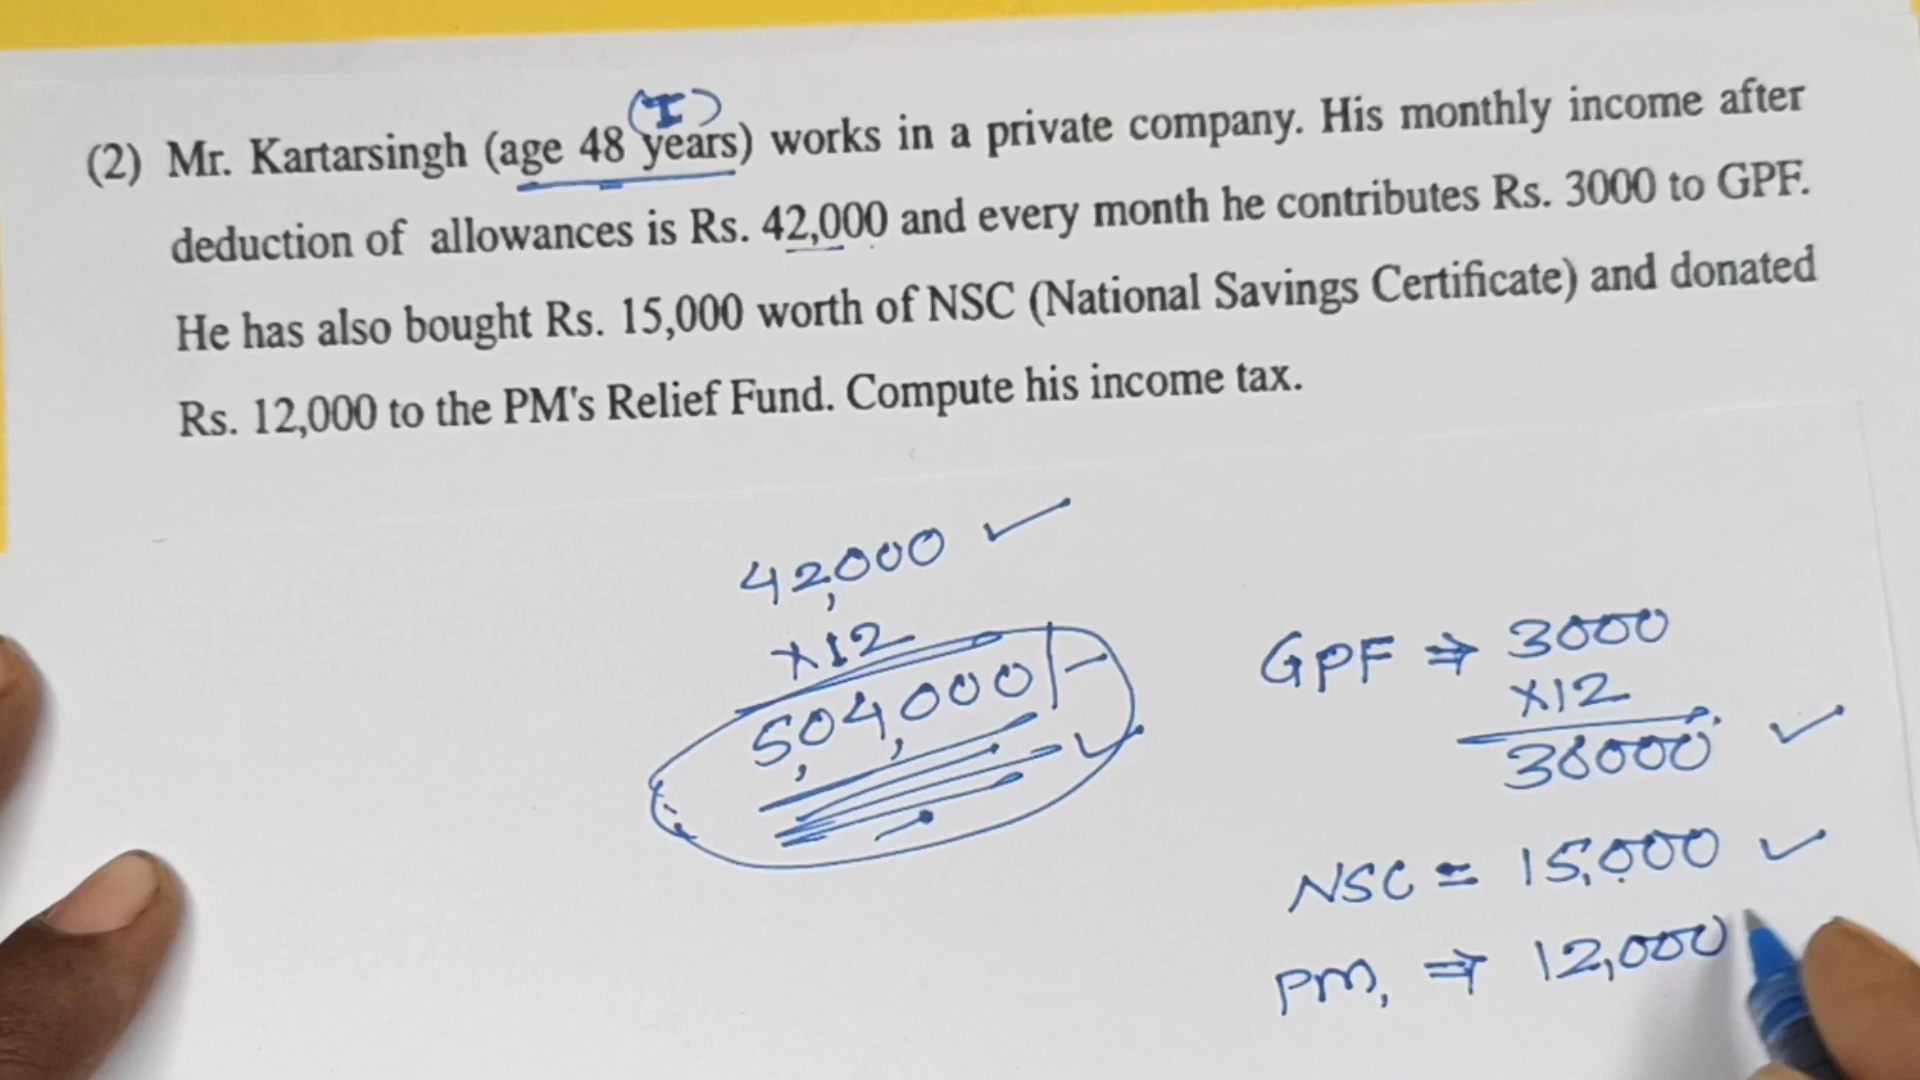 (2) Mr. Kartarsingh (age 48 years) works in a private company. His monthly income after
(I)
deduction of allowances is Rs. 42,000 and every month he contributes Rs. 3000 to GPF.
He has also bought Rs. 15,000 worth of NSC (National Savings Certificate) and donated
Rs. 12,000 to the PM's Relief Fund. Compute his income tax.
42,000 ✓
×12
5,04,000/-
GPF ⇒ 3000
×12
36000 ✓
NSC = 15,000 ✓
PM, ⇒ 12,000